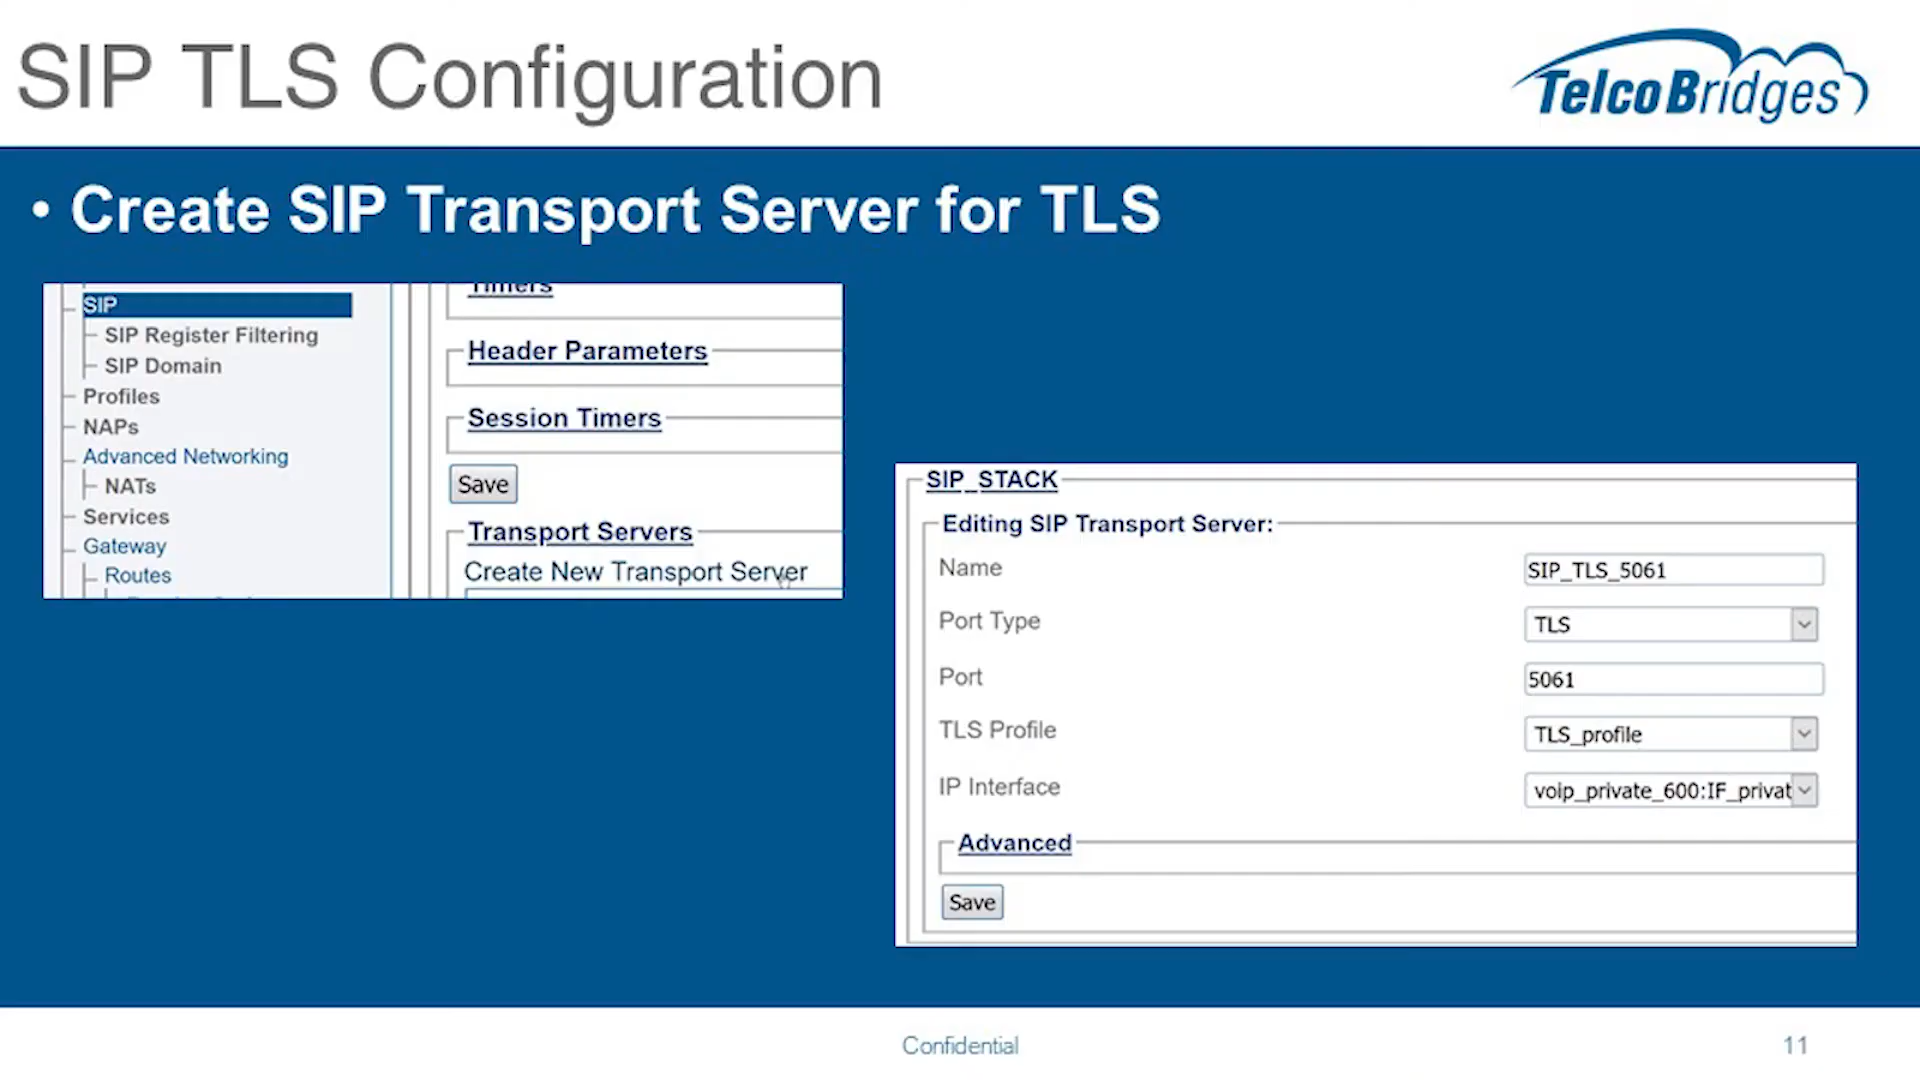 SIP TLS Configuration
TelcoBridges
• Create SIP Transport Server for TLS
SIP
SIP Register Filtering
SIP Domain
Profiles
NAPs
Advanced Networking
NATs
Services
Gateway
Routes
Timers
Header Parameters
Session Timers
Save
Transport Servers
Create New Transport Server
SIP_STACK
Editing SIP Transport Server:
Name SIP_TLS_5061
Port Type TLS
Port 5061
TLS Profile TLS_profile
IP Interface voip_private_600:IF_privat
Advanced
Save
Confidential
11